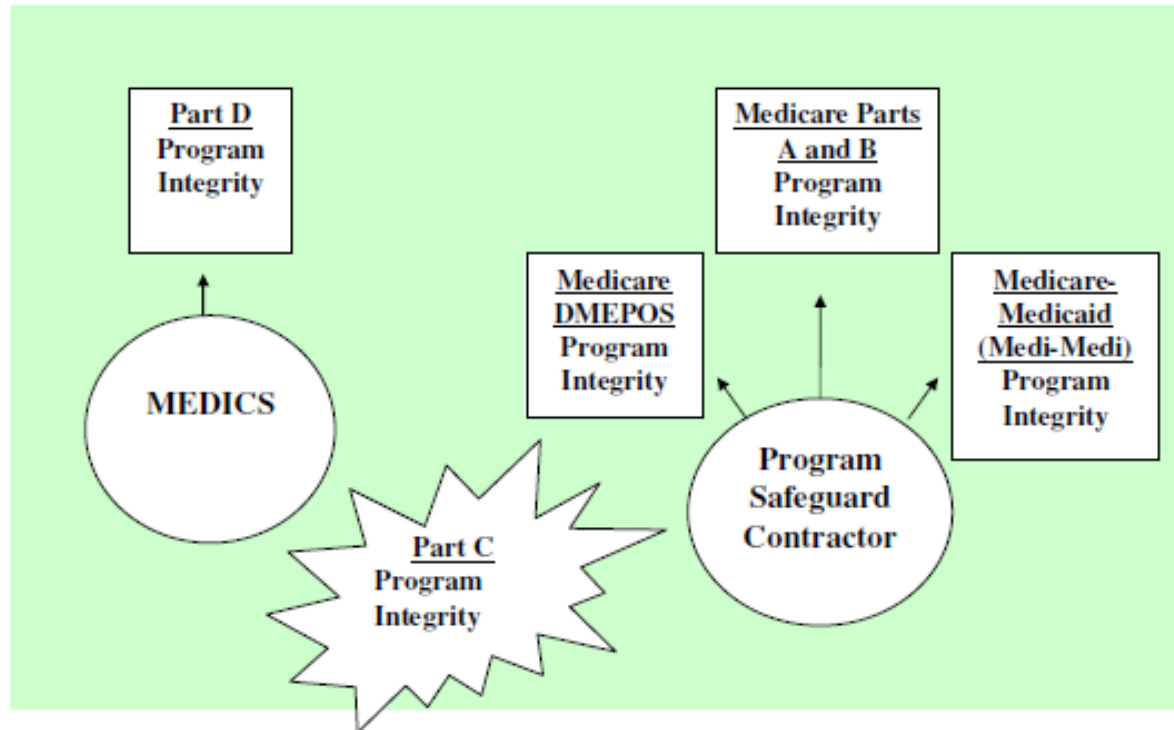 Part D
Program
Integrity
Medicare Parts
A and B
Program
Integrity
Medicare
DMEPOS
Program
Integrity
Medicare-
Medicaid
(Medi-Medi)
Program
Integrity
MEDICS
Program
Safeguard
Contractor
Part C
Program
Integrity